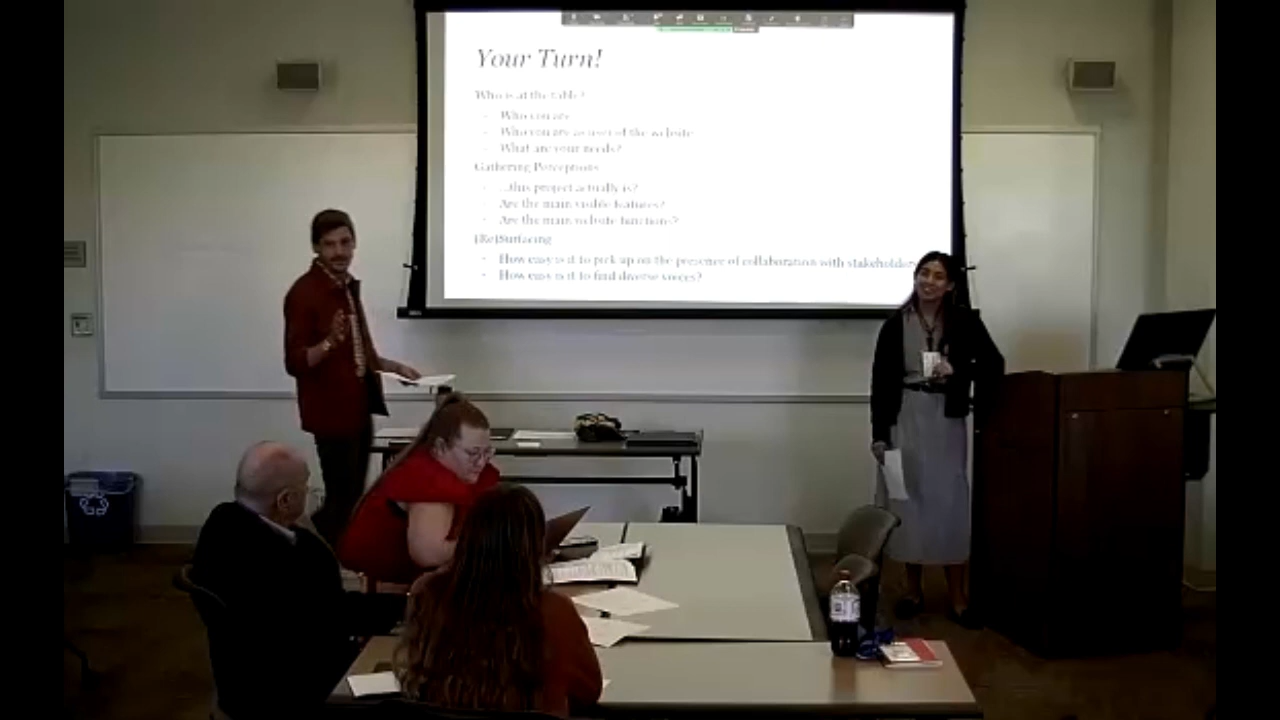 Your Turn!
Who is at the table?
- Who you are
- Who you are as user of the website
- What are your needs?
Gathering Perceptions
- ...this project actually is?
- Are the main visible features?
- Are the main website functions?
[Re]Surfacing
- How easy is it to pick up on the presence of collaboration with stakeholders
- How easy is it to find diverse voices?